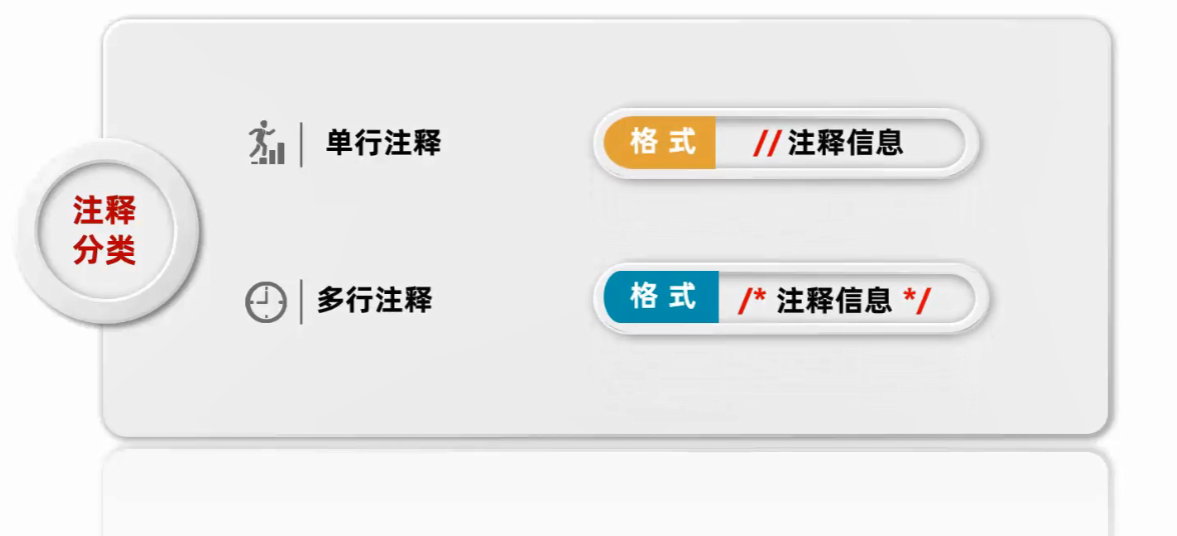 注释
分类
单行注释
格 式 // 注释信息
多行注释
格 式 /* 注释信息 */